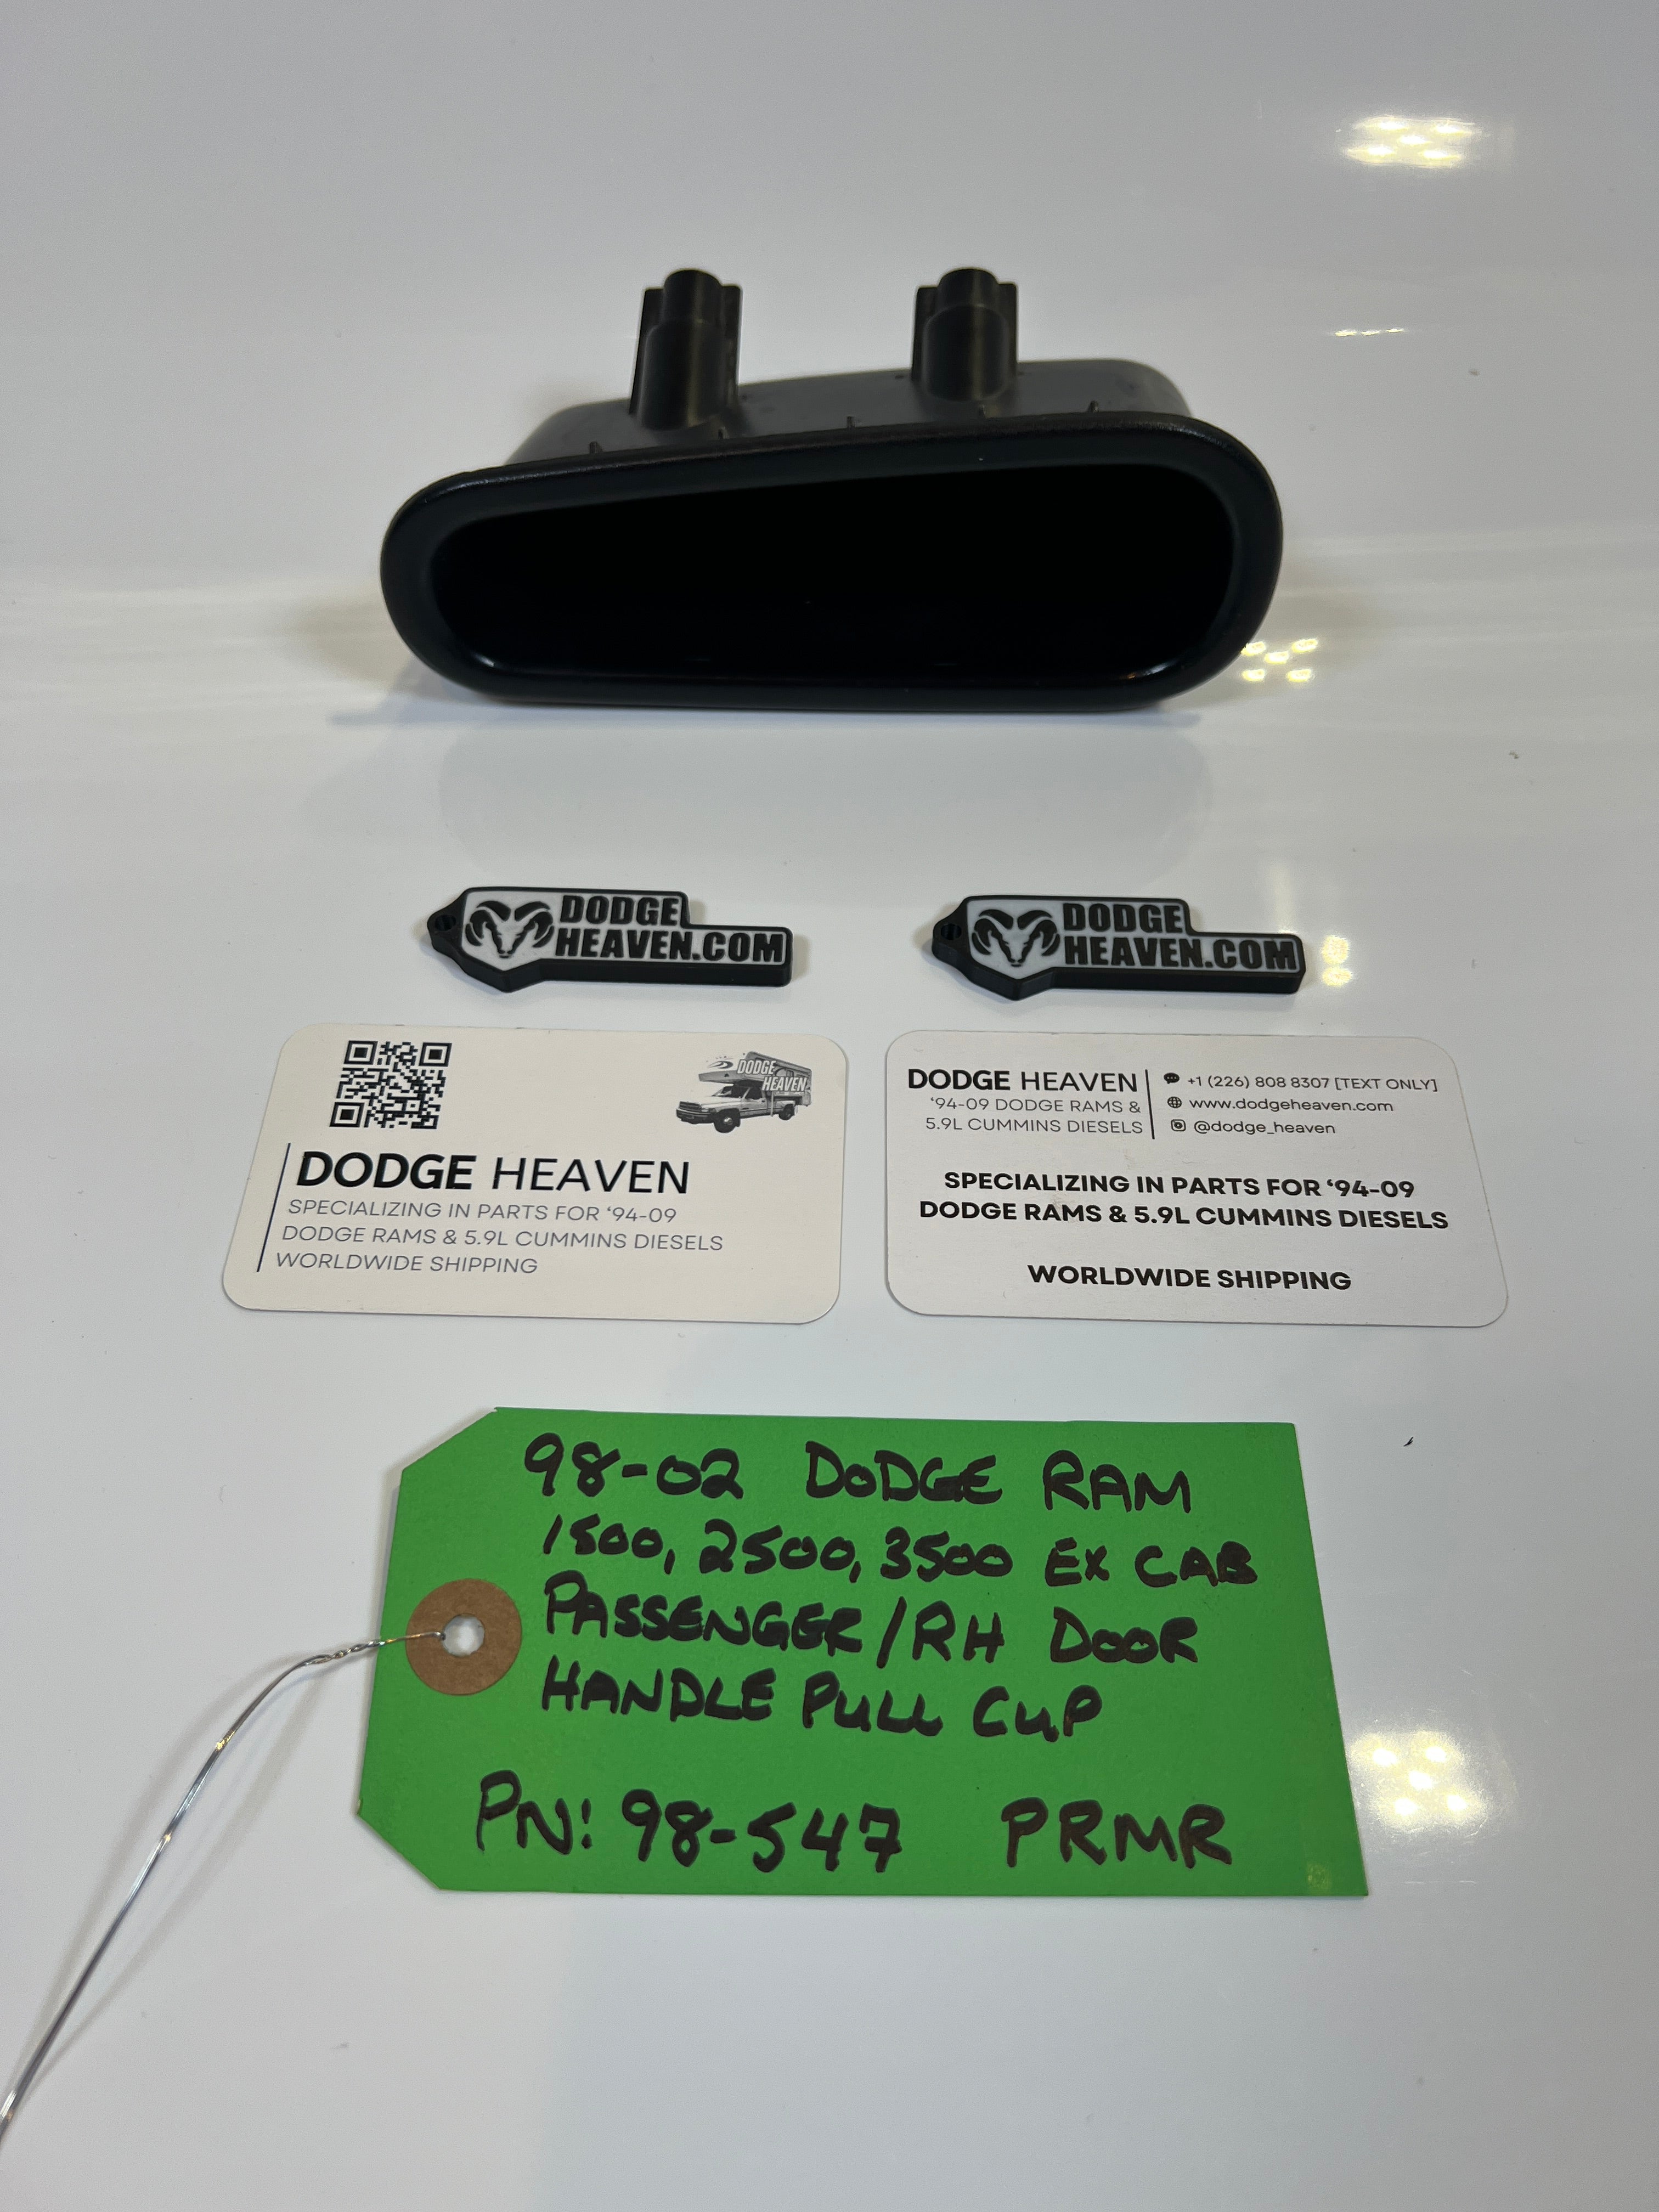 DODGE
HEAVEN.COM
DODGE
HEAVEN.COM
DODGE
HEAVEN
DODGE HEAVEN
SPECIALIZING IN PARTS FOR ‘94-09
DODGE RAMS & 5.9L CUMMINS DIESELS
WORLDWIDE SHIPPING
DODGE HEAVEN
‘94-09 DODGE RAMS &
5.9L CUMMINS DIESELS
+1 (226) 808 8307 [TEXT ONLY]
www.dodgeheaven.com
@dodge_heaven
SPECIALIZING IN PARTS FOR ‘94-09
DODGE RAMS & 5.9L CUMMINS DIESELS
WORLDWIDE SHIPPING
98-02 DODGE RAM
1500, 2500, 3500 EX CAB
PASSENGER/RH DOOR
HANDLE PULL CUP
PN: 98-547 PRMR